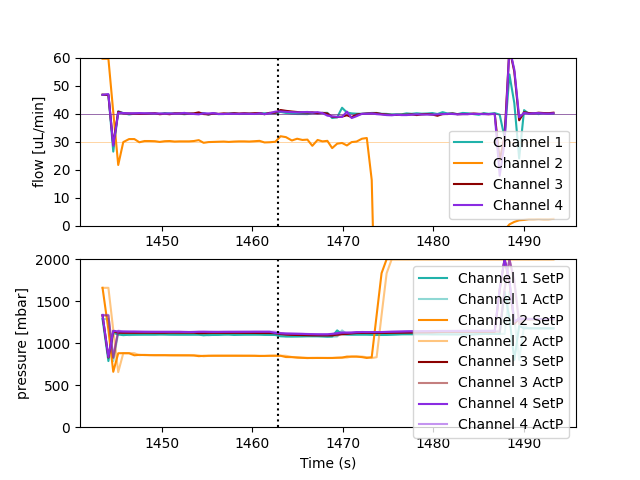 60
50
40
30
20
10
0
flow [uL/min]
Channel 1
Channel 2
Channel 3
Channel 4
1450
1460
1470
1480
1490
2000
1500
1000
500
0
pressure [mbar]
Channel 1 SetP
Channel 1 ActP
Channel 2 SetP
Channel 2 ActP
Channel 3 SetP
Channel 3 ActP
Channel 4 SetP
Channel 4 ActP
1450
1460
1470
1480
1490
Time (s)